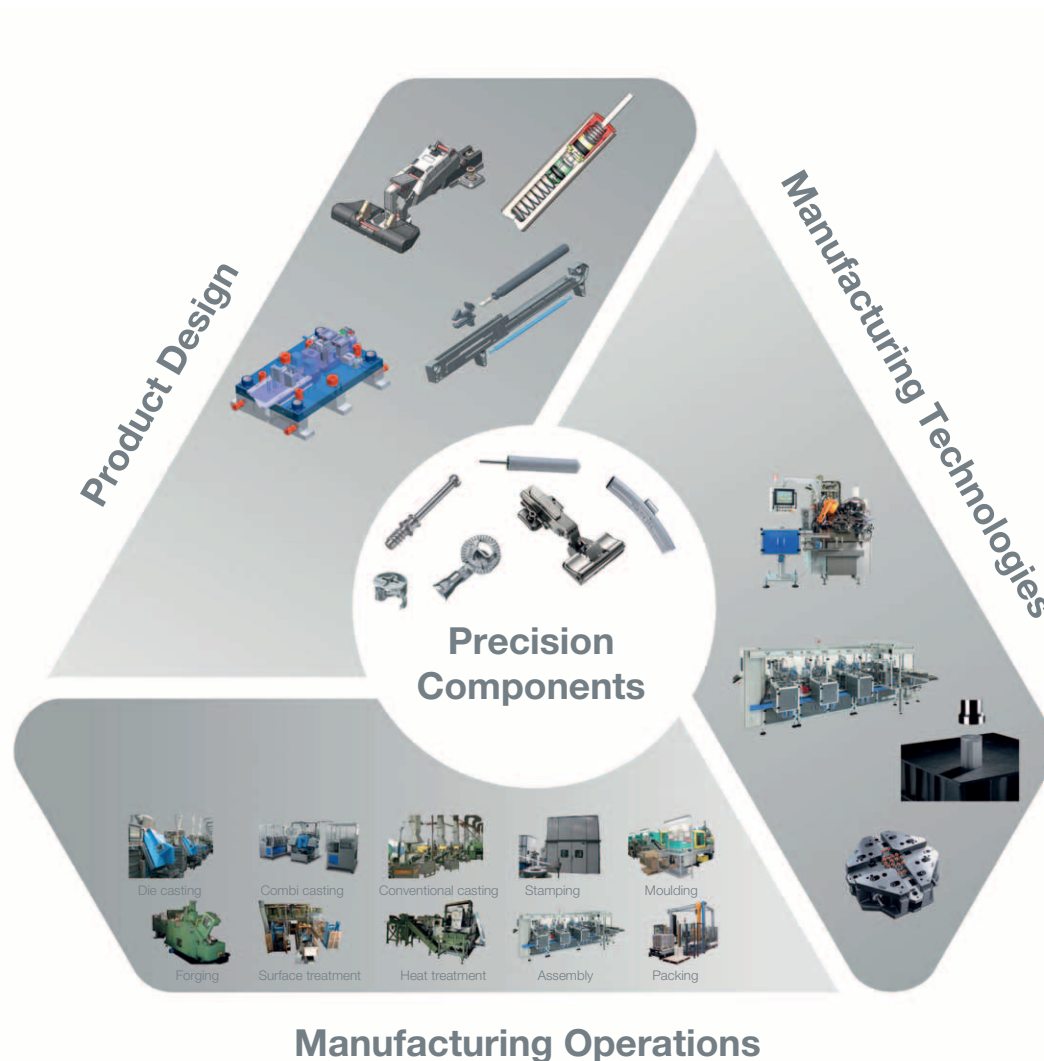 Product Design
Manufacturing Technologies
Precision
Components
Die casting
Combi casting
Conventional casting
Stamping
Moulding
Forging
Surface treatment
Heat treatment
Assembly
Packing
Manufacturing Operations